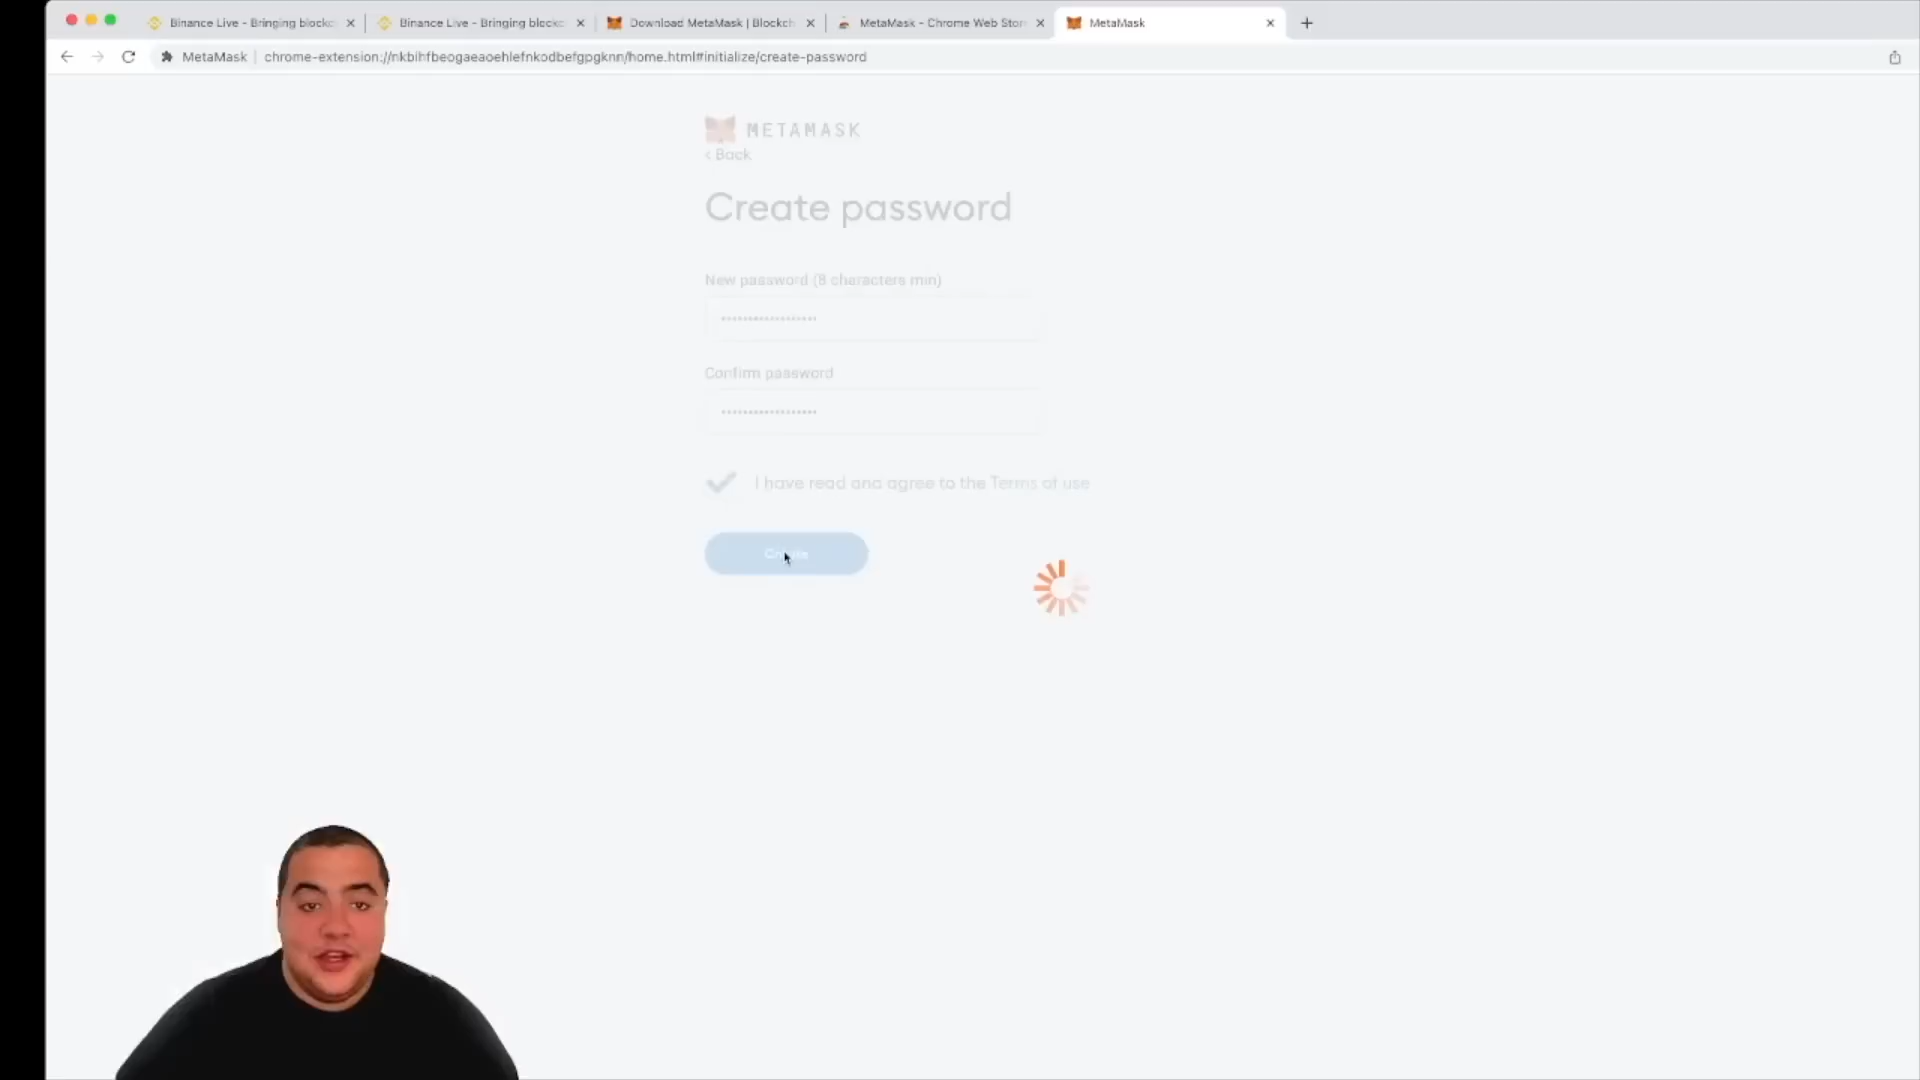 Binance Live - Bringing blockc
Binance Live - Bringing blockc
Download MetaMask | Blockch
MetaMask - Chrome Web Stor
MetaMask
MetaMask
chrome-extension://nkbihfbeogaeaoehlefnkodbefgpgknn/home.html#initialize/create-password
METAMASK
< Back
Create password
New password (8 characters min)
Confirm password
I have read and agree to the Terms of use
Create